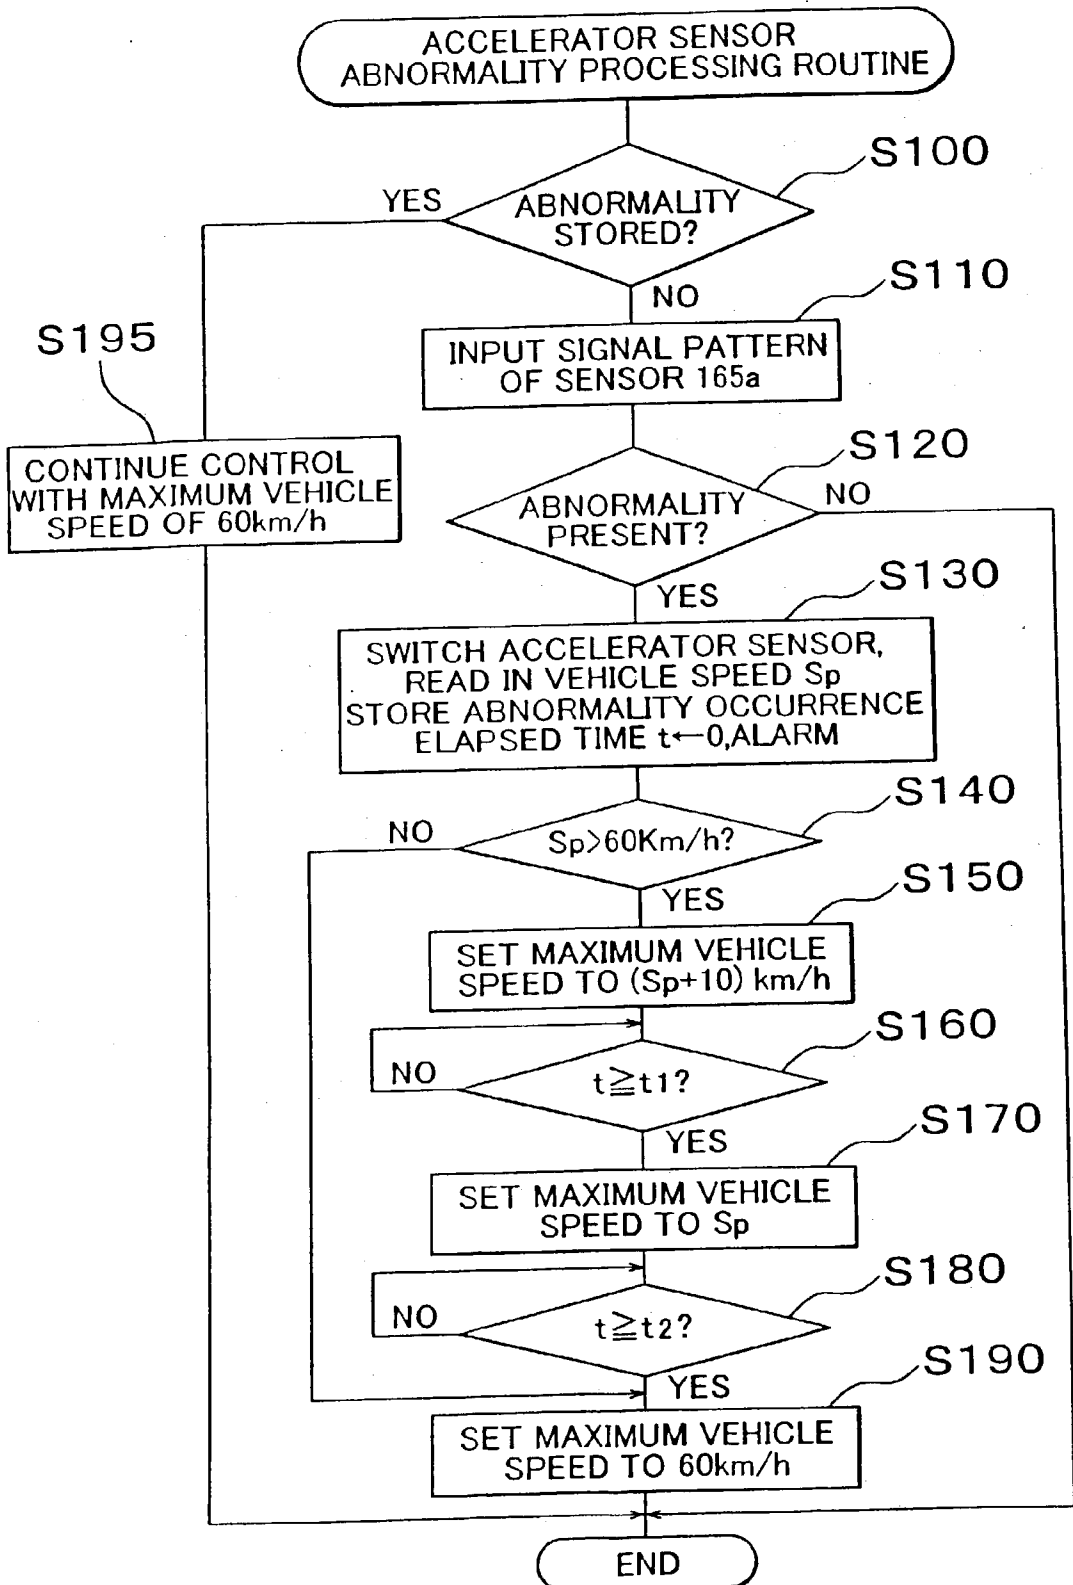 ACCELERATOR SENSOR
ABNORMALITY PROCESSING ROUTINE
S100
YES
ABNORMALITY
STORED?
NO
S110
INPUT SIGNAL PATTERN
OF SENSOR 165a
S195
CONTINUE CONTROL
WITH MAXIMUM VEHICLE
SPEED OF 60km/h
S120
NO
ABNORMALITY
PRESENT?
YES
S130
SWITCH ACCELERATOR SENSOR,
READ IN VEHICLE SPEED Sp
STORE ABNORMALITY OCCURRENCE
ELAPSED TIME t←0,ALARM
S140
NO
Sp>60Km/h?
YES
S150
SET MAXIMUM VEHICLE
SPEED TO (Sp+10) km/h
S160
NO
t≧t1?
YES
S170
SET MAXIMUM VEHICLE
SPEED TO Sp
S180
NO
t≧t2?
YES
S190
SET MAXIMUM VEHICLE
SPEED TO 60km/h
END